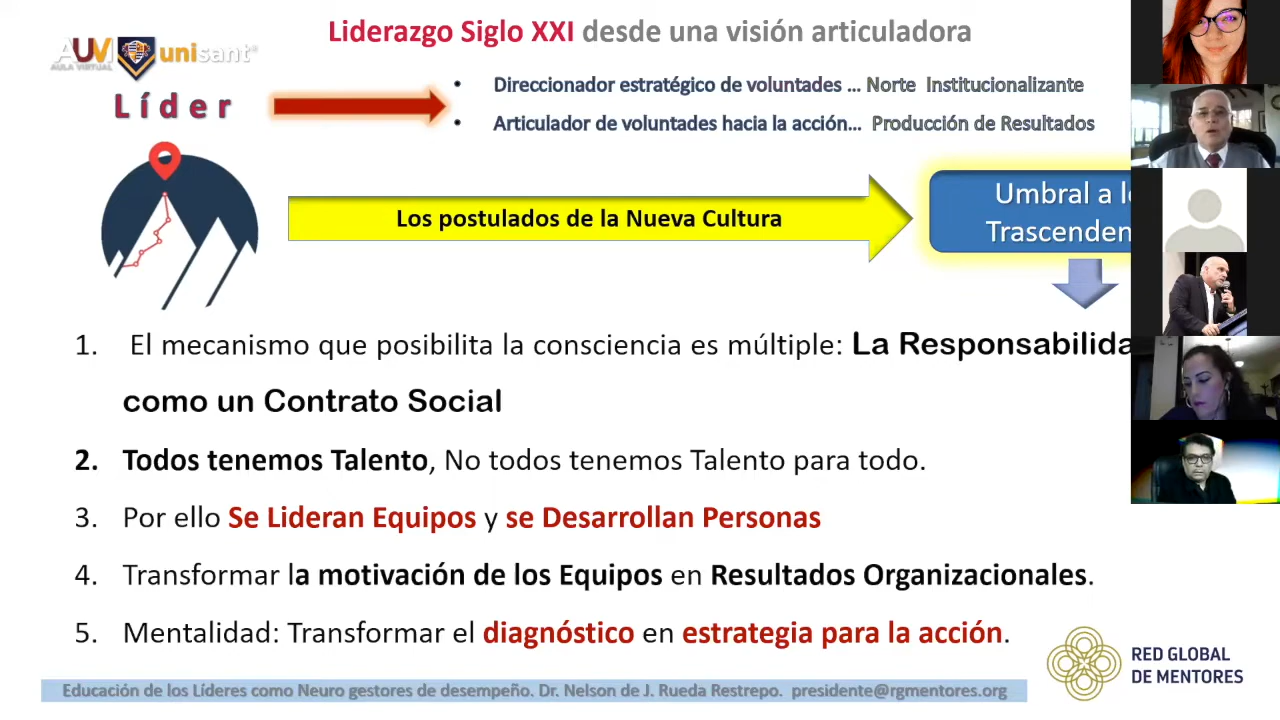 Liderazgo Siglo XXI desde una visión articuladora
AUVI unisant®
AULA VIRTUAL
Líder
• Direccionador estratégico de voluntades ... Norte Institucionalizante
• Articulador de voluntades hacia la acción... Producción de Resultados
Los postulados de la Nueva Cultura
Umbral a
Trascenden
1. El mecanismo que posibilita la consciencia es múltiple: La Responsabilida
como un Contrato Social
2. Todos tenemos Talento, No todos tenemos Talento para todo.
3. Por ello Se Lideran Equipos y se Desarrollan Personas
4. Transformar la motivación de los Equipos en Resultados Organizacionales.
5. Mentalidad: Transformar el diagnóstico en estrategia para la acción.
RED GLOBAL
DE MENTORES
Educación de los Líderes como Neuro gestores de desempeño. Dr. Nelson de J. Rueda Restrepo. presidente@rgmentores.org